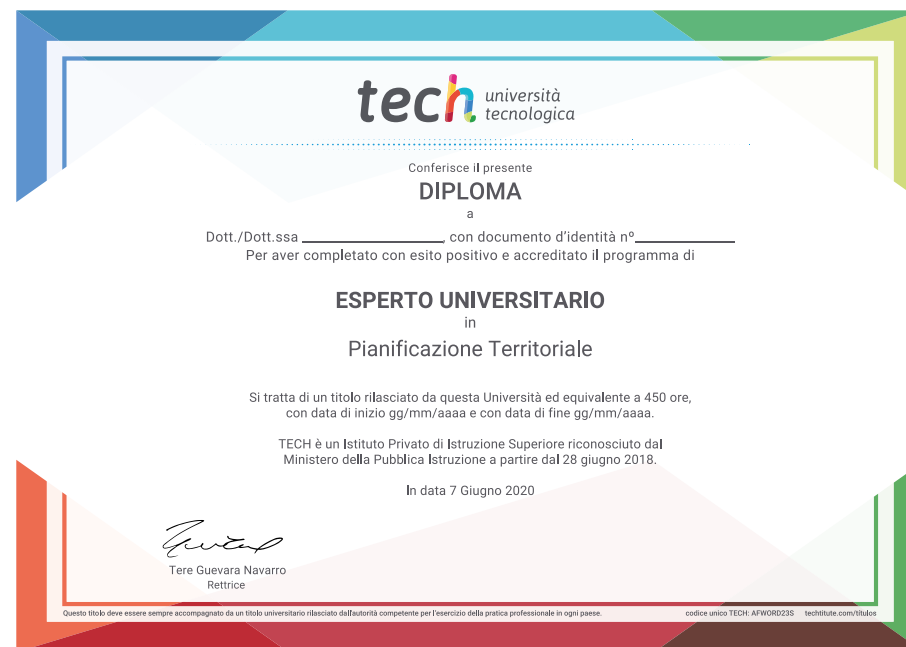 tech università
tecnologica
Conferisce il presente
DIPLOMA
a
Dott./Dott.ssa ____________________, con documento d'identità nº______________
Per aver completato con esito positivo e accreditato il programma di
ESPERTO UNIVERSITARIO
in
Pianificazione Territoriale
Si tratta di un titolo rilasciato da questa Università ed equivalente a 450 ore,
con data di inizio gg/mm/aaaa e con data di fine gg/mm/aaaa.
TECH è un Istituto Privato di Istruzione Superiore riconosciuto dal
Ministero della Pubblica Istruzione a partire dal 28 giugno 2018.
In data 7 Giugno 2020
Tere Guevara Navarro
Rettrice
Questo titolo deve essere sempre accompagnato da un titolo universitario rilasciato dall'autorità competente per l'esercizio della pratica professionale in ogni paese.
codice unico TECH: AFWORD23S techtitute.com/titulos